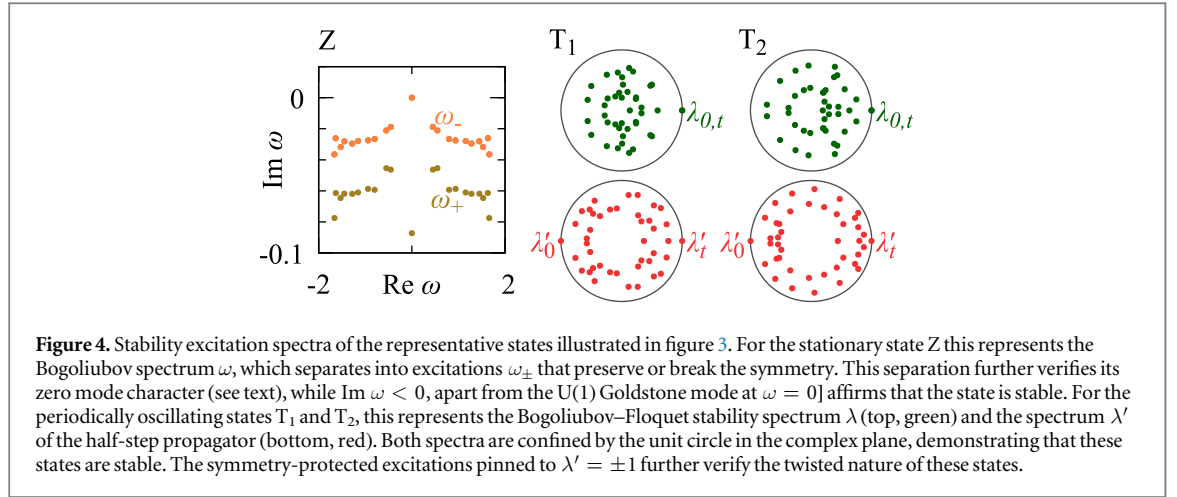 Z
T1
T2
0
ω-
λ0,t
λ0,t
Im ω
ω+
λ′0
λ′t
λ′0
λ′t
-0.1
-2
Re ω
2
Figure 4. Stability excitation spectra of the representative states illustrated in figure 3. For the stationary state Z this represents the
Bogoliubov spectrum ω, which separates into excitations ω± that preserve or break the symmetry. This separation further verifies its
zero mode character (see text), while Im ω < 0, apart from the U(1) Goldstone mode at ω = 0] affirms that the state is stable. For the
periodically oscillating states T1 and T2, this represents the Bogoliubov–Floquet stability spectrum λ (top, green) and the spectrum λ′
of the half-step propagator (bottom, red). Both spectra are confined by the unit circle in the complex plane, demonstrating that these
states are stable. The symmetry-protected excitations pinned to λ′ = ±1 further verify the twisted nature of these states.